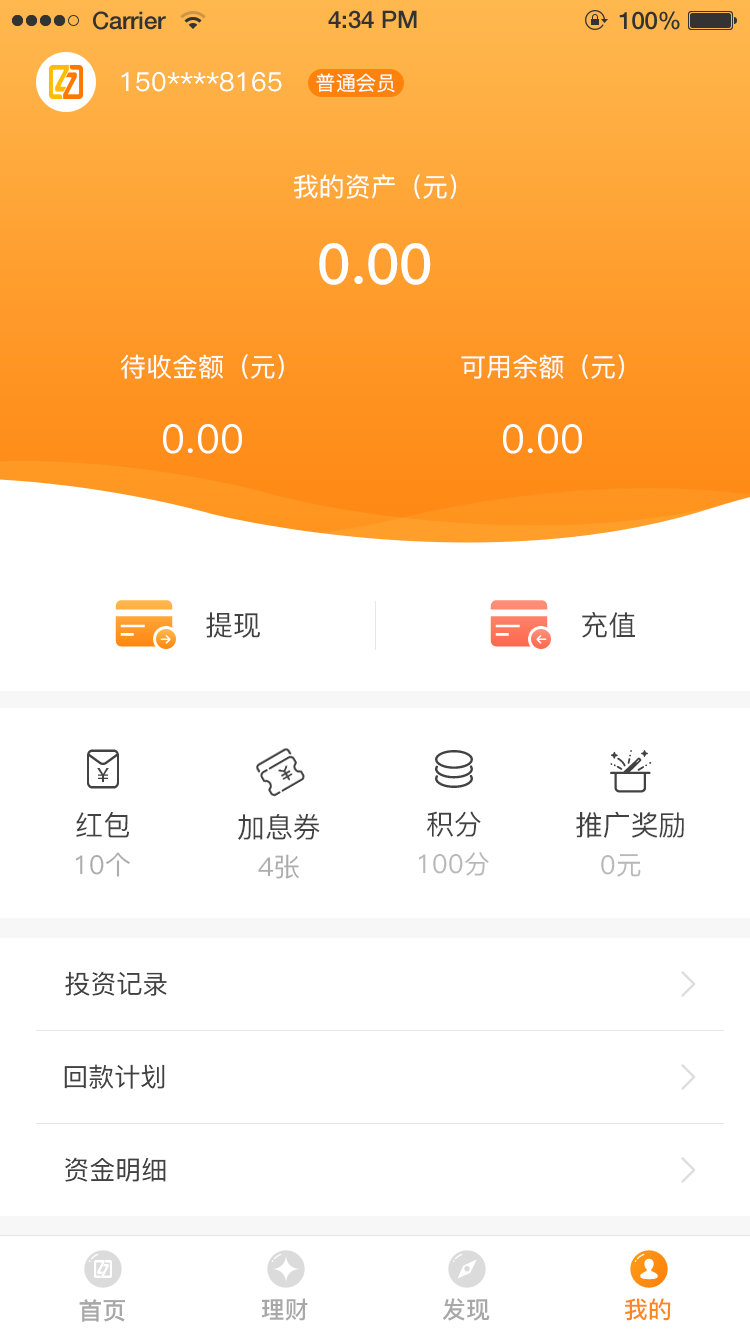 Carrier 4:34 PM 100%
150****8165 普通会员
我的资产（元）
0.00
待收金额（元） 可用余额（元）
0.00 0.00
提现 充值
红包 加息券 积分 推广奖励
10个 4张 100分 0元
投资记录
回款计划
资金明细
首页 理财 发现 我的